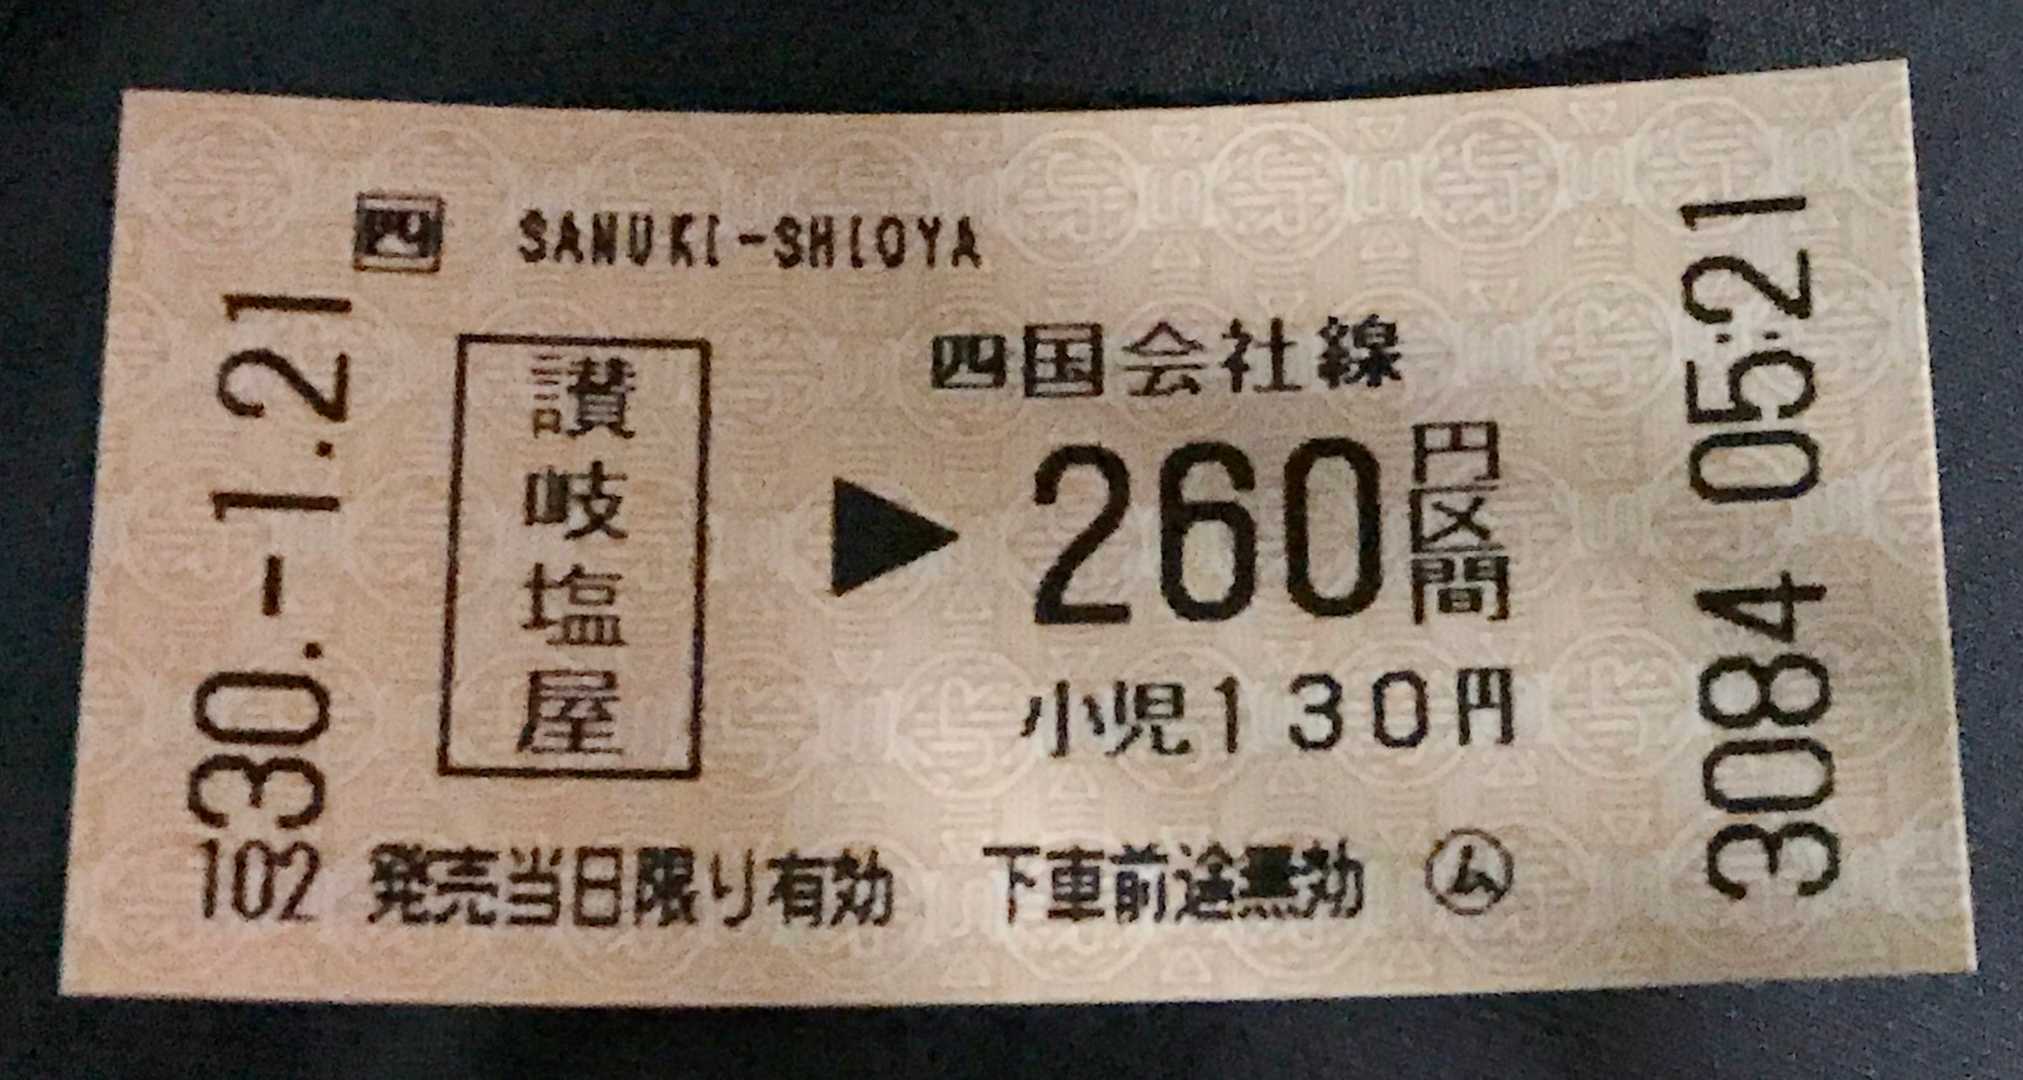 四 SANUKI-SHIOYA
30.-1.21
讃岐塩屋
▶
四国会社線
260円区間
小児130円
3084 05:21
102 発売当日限り有効 下車前途無効 ㋰